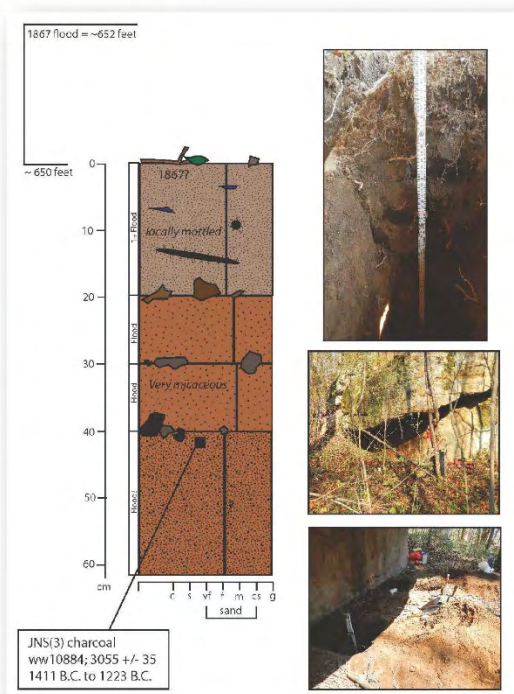 1867 flood = ~652 feet
~ 650 feet
0
10
20
30
40
50
60
cm
1+ Flood
Flood
Flood
Flood?
1867?
locally mottled
Very micaceous
c
s
vf
f
m
cs
g
sand
JNS(3) charcoal
ww10884; 3055 +/- 35
1411 B.C. to 1223 B.C.